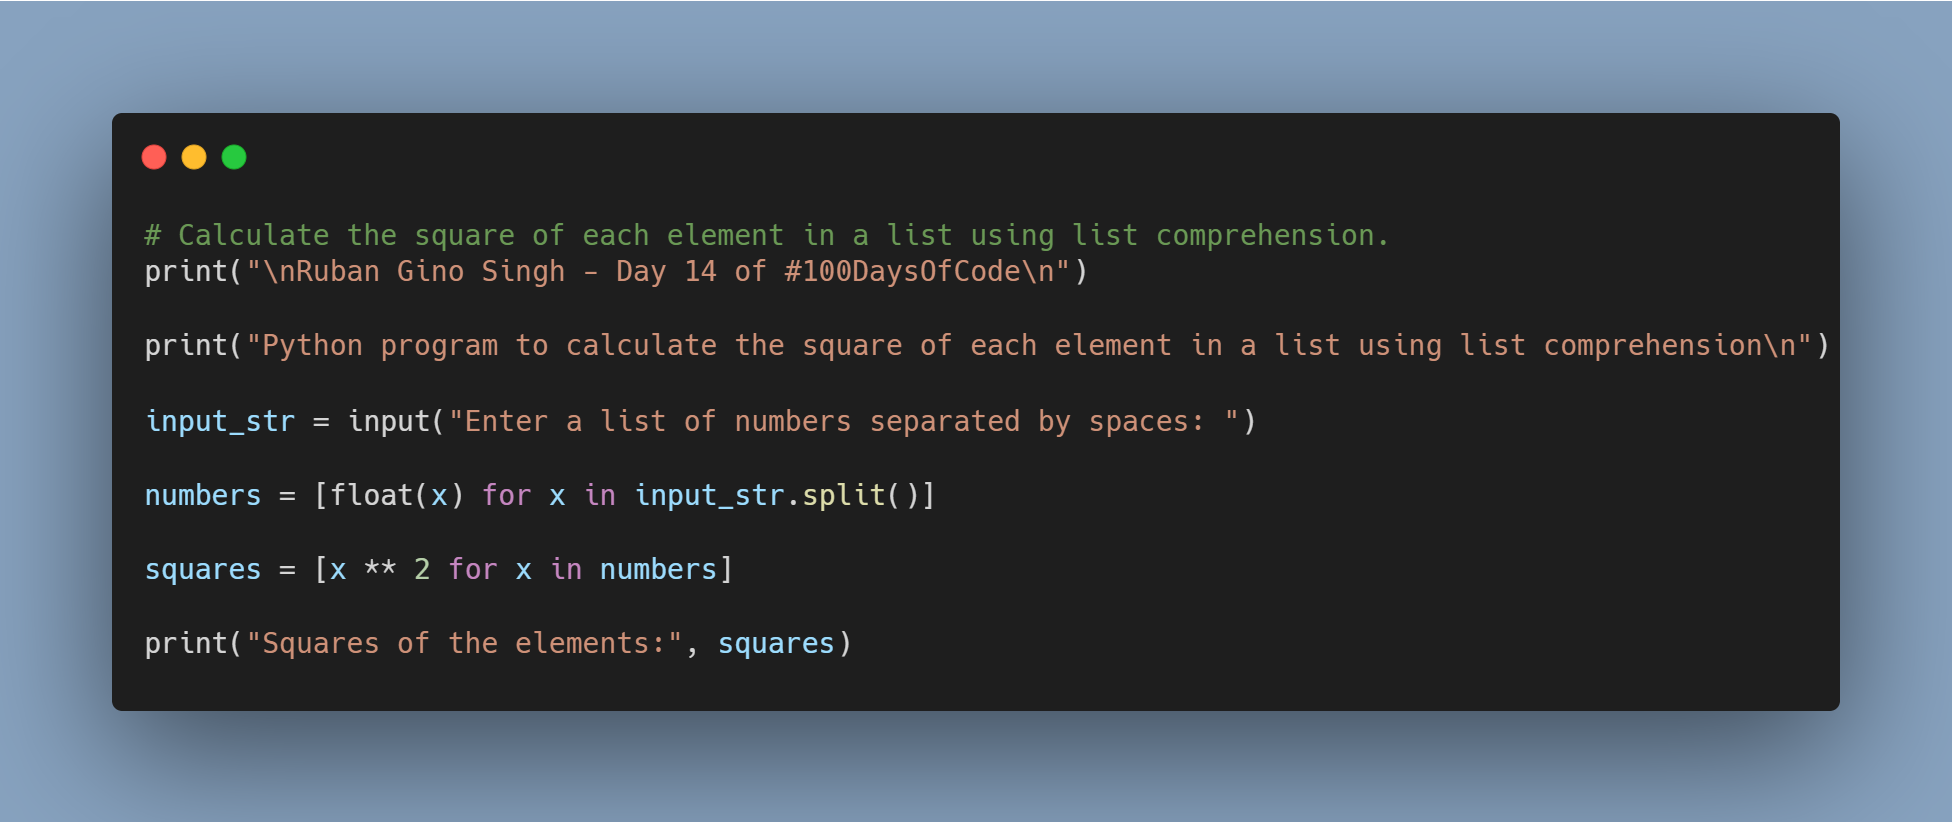 # Calculate the square of each element in a list using list comprehension.
print("\nRuban Gino Singh - Day 14 of #100DaysOfCode\n")
print("Python program to calculate the square of each element in a list using list comprehension\n")
input_str = input("Enter a list of numbers separated by spaces: ")
numbers = [float(x) for x in input_str.split()]
squares = [x ** 2 for x in numbers]
print("Squares of the elements:", squares)